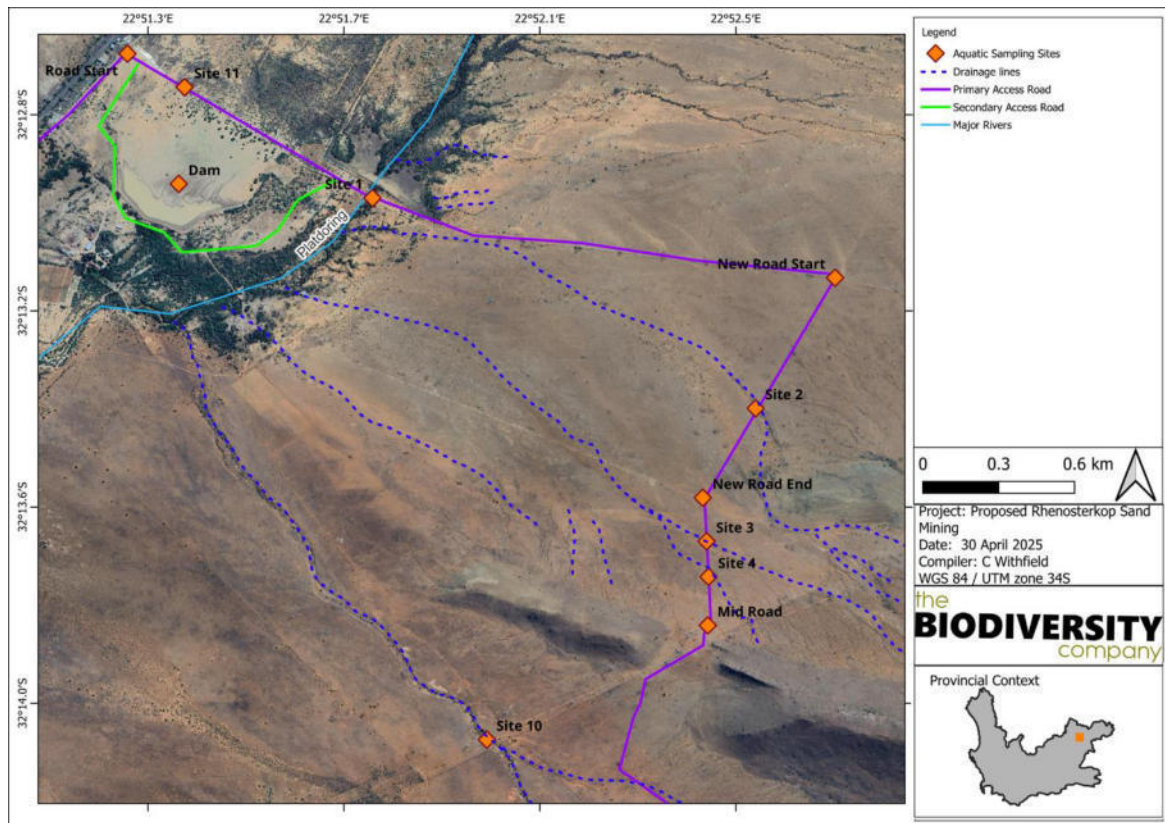 22°51.3'E 22°51.7'E 22°52.1'E 22°52.5'E
32°12.8'S
32°13.2'S
32°13.6'S
32°14.0'S
Road Start
Site 11
Dam
Site 1
Platdoring
New Road Start
Site 2
New Road End
Site 3
Site 4
Mid Road
Site 10
Legend
Aquatic Sampling Sites
Drainage lines
Primary Access Road
Secondary Access Road
Major Rivers
0 0.3 0.6 km
Project: Proposed Rhenosterkop Sand
Mining
Date: 30 April 2025
Compiler: C Withfield
WGS 84 / UTM zone 34S
the
BIODIVERSITY
company
Provincial Context